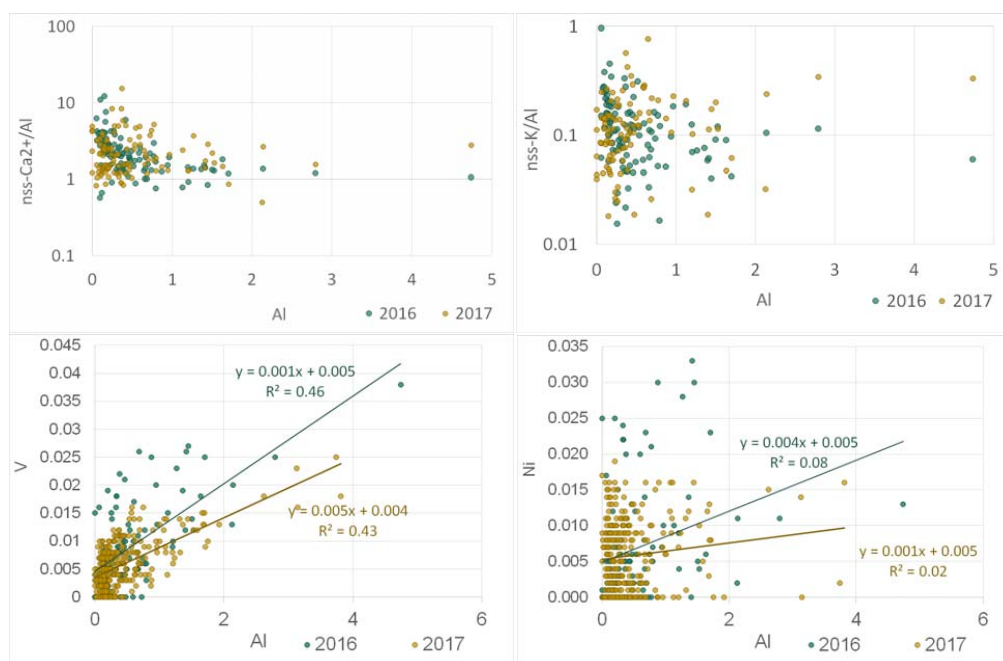 100
10
1
0.1
nss-Ca2+/Al
0 1 2 3 4 5
Al
2016 2017
1
0.1
0.01
nss-K/Al
0 1 2 3 4 5
Al
2016 2017
0.045
0.04
0.035
0.03
0.025
0.02
0.015
0.01
0.005
0
V
y = 0.001x + 0.005
R² = 0.46
y = 0.005x + 0.004
R² = 0.43
0 2 4 6
Al
2016 2017
0.035
0.030
0.025
0.020
0.015
0.010
0.005
0.000
Ni
y = 0.004x + 0.005
R² = 0.08
y = 0.001x + 0.005
R² = 0.02
0 2 4 6
Al
2016 2017